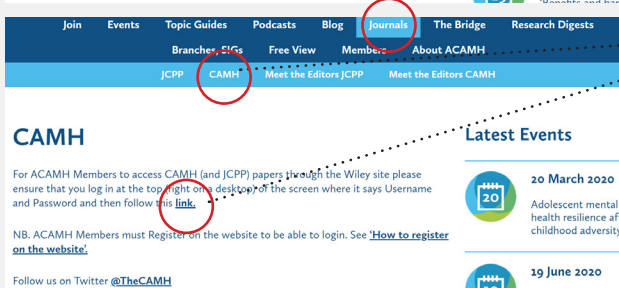 'Benefits and har
Join Events Topic Guides Podcasts Blog Journals The Bridge Research Digests
Branches, SIGs Free View Members About ACAMH
JCPP CAMH Meet the Editors JCPP Meet the Editors CAMH
CAMH
Latest Events
For ACAMH Members to access CAMH (and JCPP) papers through the Wiley site please
ensure that you log in at the top (right on a desktop) of the screen where it says Username
and Password and then follow this link.
NB. ACAMH Members must Register on the website to be able to login. See 'How to register
on the website'.
Follow us on Twitter @TheCAMH
20
20 March 2020
Adolescent mental
health resilience af
childhood adversity
19 June 2020